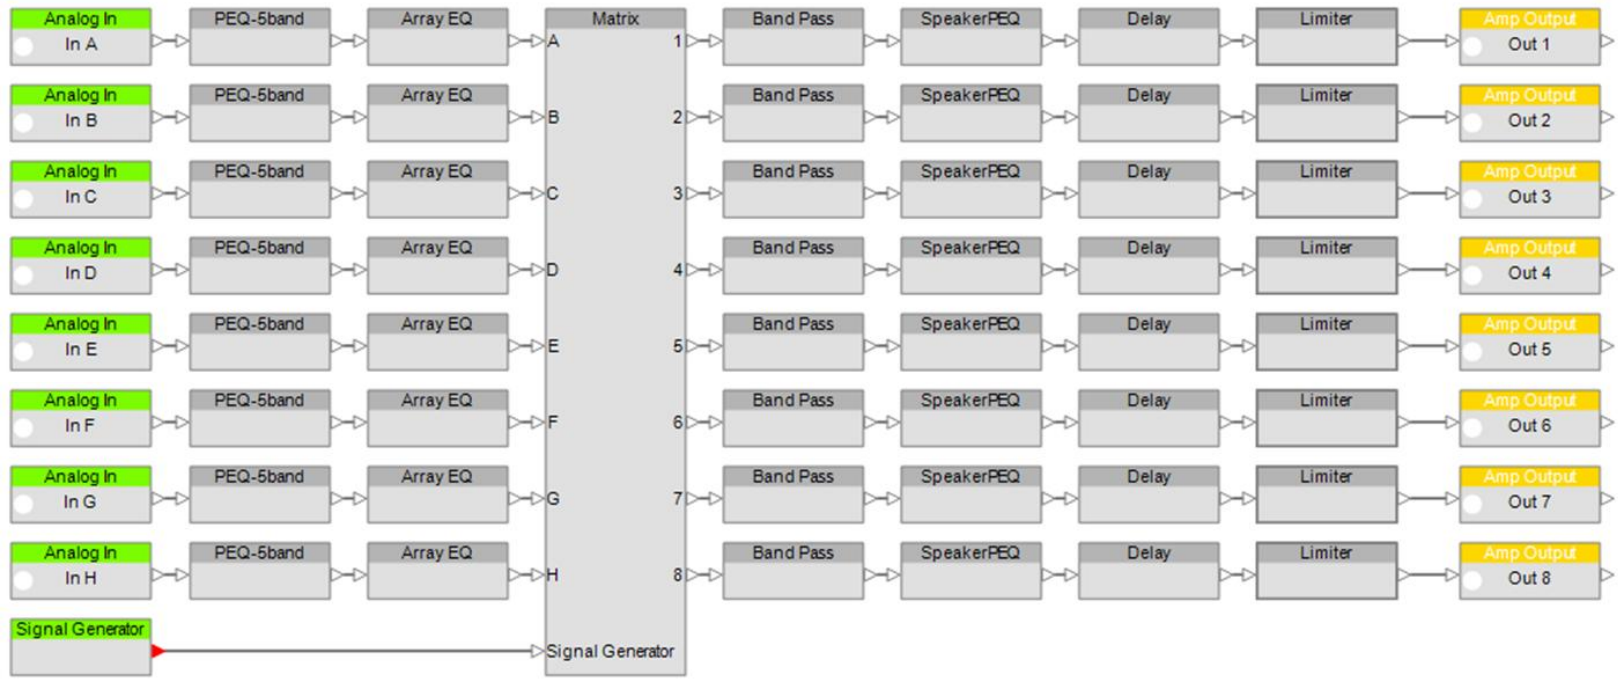 Analog In PEQ-5band Array EQ Matrix Band Pass SpeakerPEQ Delay Limiter Amp Output
In A A 1 Out 1
Analog In PEQ-5band Array EQ Band Pass SpeakerPEQ Delay Limiter Amp Output
In B B 2 Out 2
Analog In PEQ-5band Array EQ Band Pass SpeakerPEQ Delay Limiter Amp Output
In C C 3 Out 3
Analog In PEQ-5band Array EQ Band Pass SpeakerPEQ Delay Limiter Amp Output
In D D 4 Out 4
Analog In PEQ-5band Array EQ Band Pass SpeakerPEQ Delay Limiter Amp Output
In E E 5 Out 5
Analog In PEQ-5band Array EQ Band Pass SpeakerPEQ Delay Limiter Amp Output
In F F 6 Out 6
Analog In PEQ-5band Array EQ Band Pass SpeakerPEQ Delay Limiter Amp Output
In G G 7 Out 7
Analog In PEQ-5band Array EQ Band Pass SpeakerPEQ Delay Limiter Amp Output
In H H 8 Out 8
Signal Generator
Signal Generator